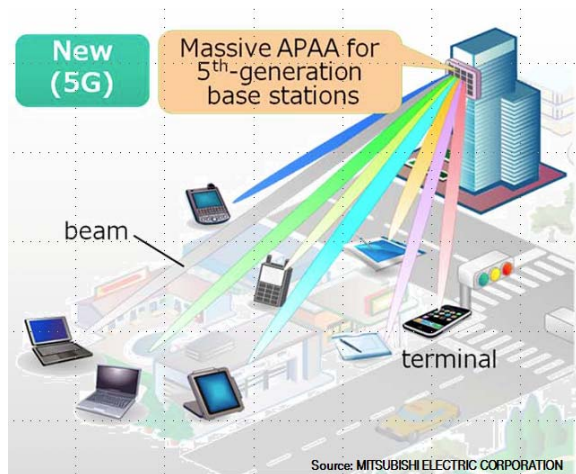 New
(5G)
Massive APAA for
5th-generation
base stations
beam
terminal
Source: MITSUBISHI ELECTRIC CORPORATION